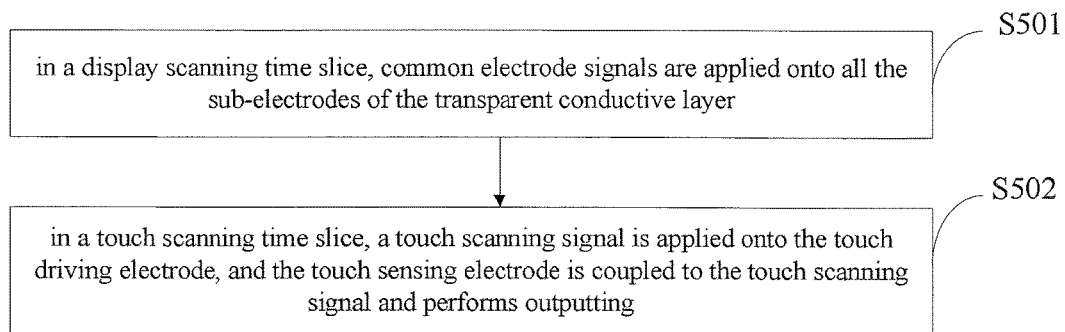 S501
in a display scanning time slice, common electrode signals are applied onto all the
sub-electrodes of the transparent conductive layer
S502
in a touch scanning time slice, a touch scanning signal is applied onto the touch
driving electrode, and the touch sensing electrode is coupled to the touch scanning
signal and performs outputting